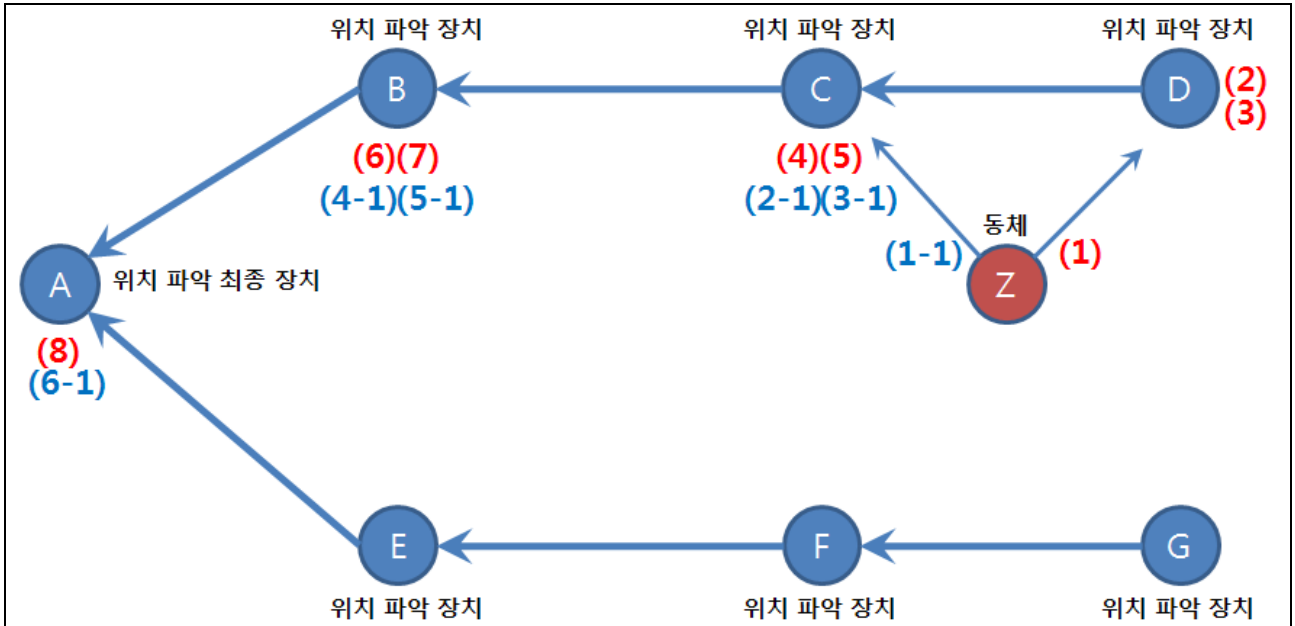 위치 파악 장치 위치 파악 장치 위치 파악 장치
B C D (2)
(3)
(6)(7) (4)(5)
(4-1)(5-1) (2-1)(3-1)
동체
(1-1) (1)
A 위치 파악 최종 장치 Z
(8)
(6-1)
E F G
위치 파악 장치 위치 파악 장치 위치 파악 장치